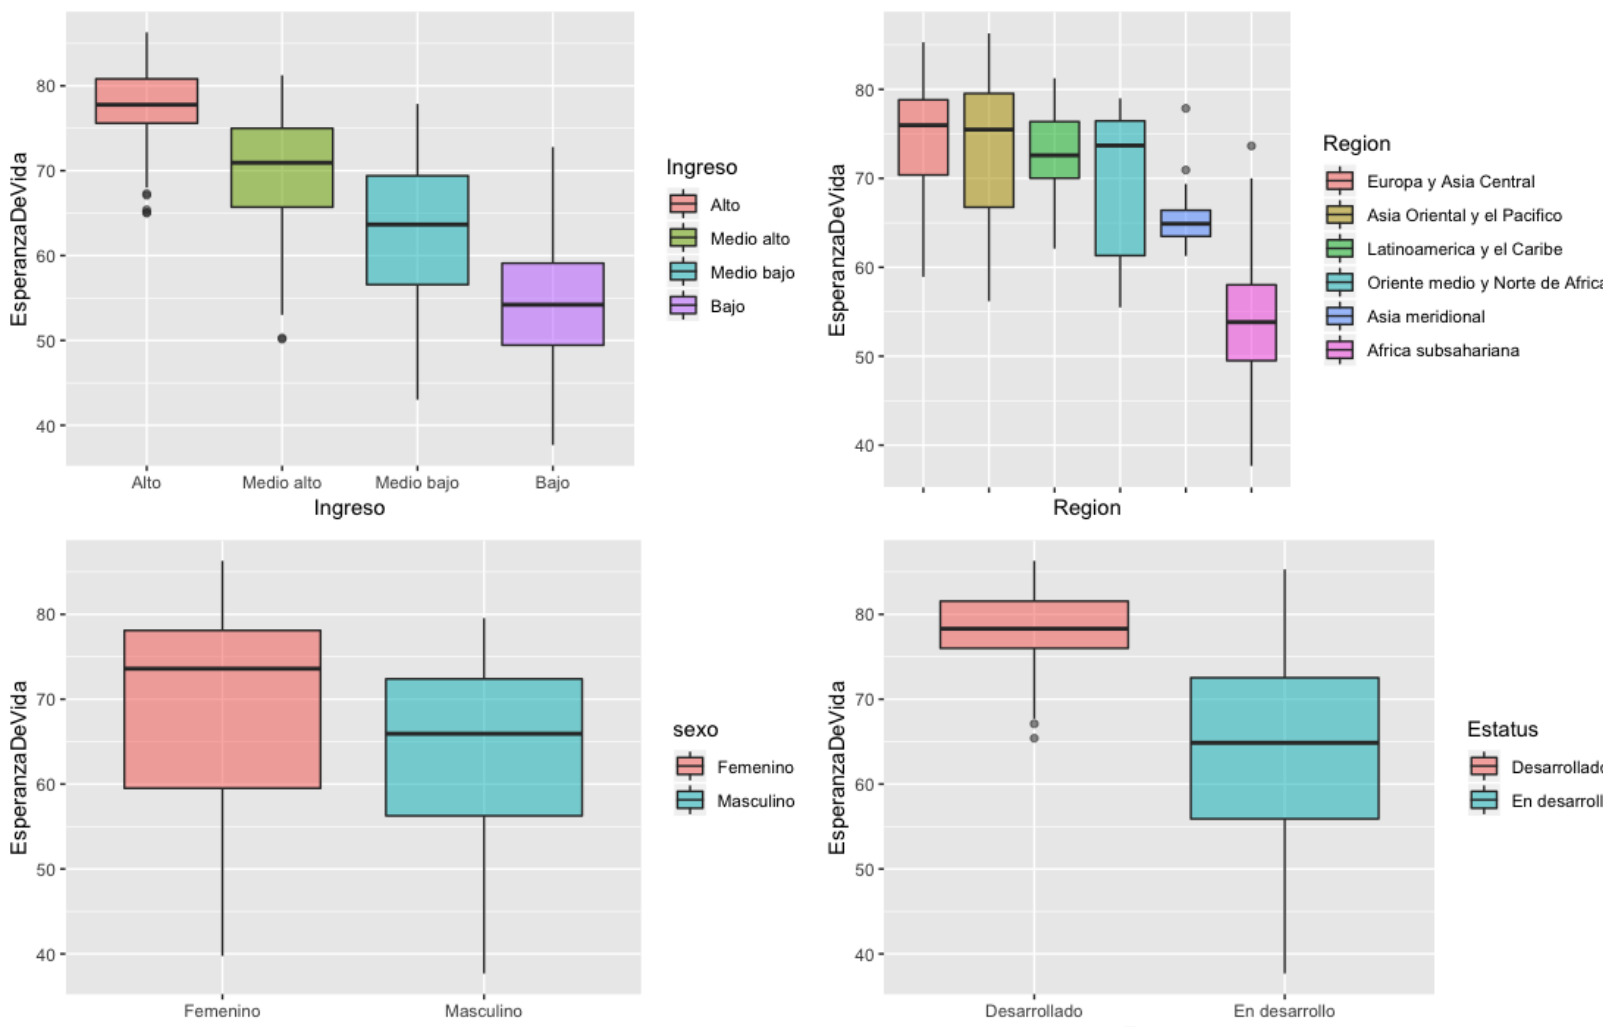 EsperanzaDeVida
80
70
60
50
40
Alto
Medio alto
Medio bajo
Bajo
Ingreso
Ingreso
Alto
Medio alto
Medio bajo
Bajo
EsperanzaDeVida
80
70
60
50
40
Region
Region
Europa y Asia Central
Asia Oriental y el Pacifico
Latinoamerica y el Caribe
Oriente medio y Norte de Africa
Asia meridional
Africa subsahariana
EsperanzaDeVida
80
70
60
50
40
Femenino
Masculino
sexo
Femenino
Masculino
EsperanzaDeVida
80
70
60
50
40
Desarrollado
En desarrollo
Estatus
Desarrollado
En desarroll